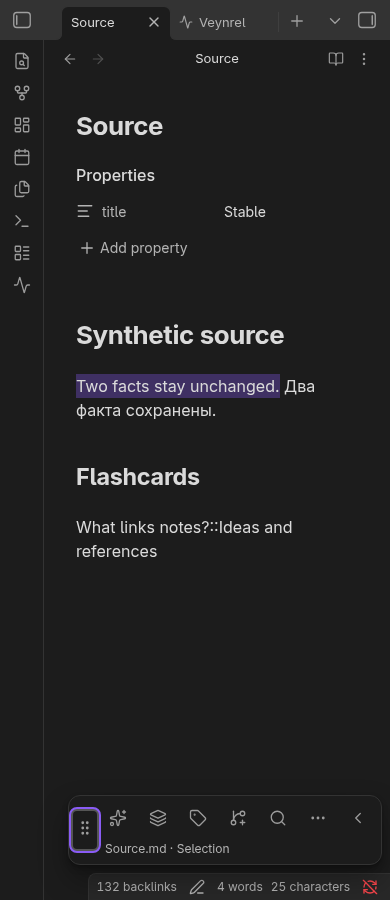 Source
Veynrel
Source
Source
Properties
title Stable
Add property
Synthetic source
Two facts stay unchanged. Два
факта сохранены.
Flashcards
What links notes?::Ideas and
references
Source.md · Selection
132 backlinks 4 words 25 characters